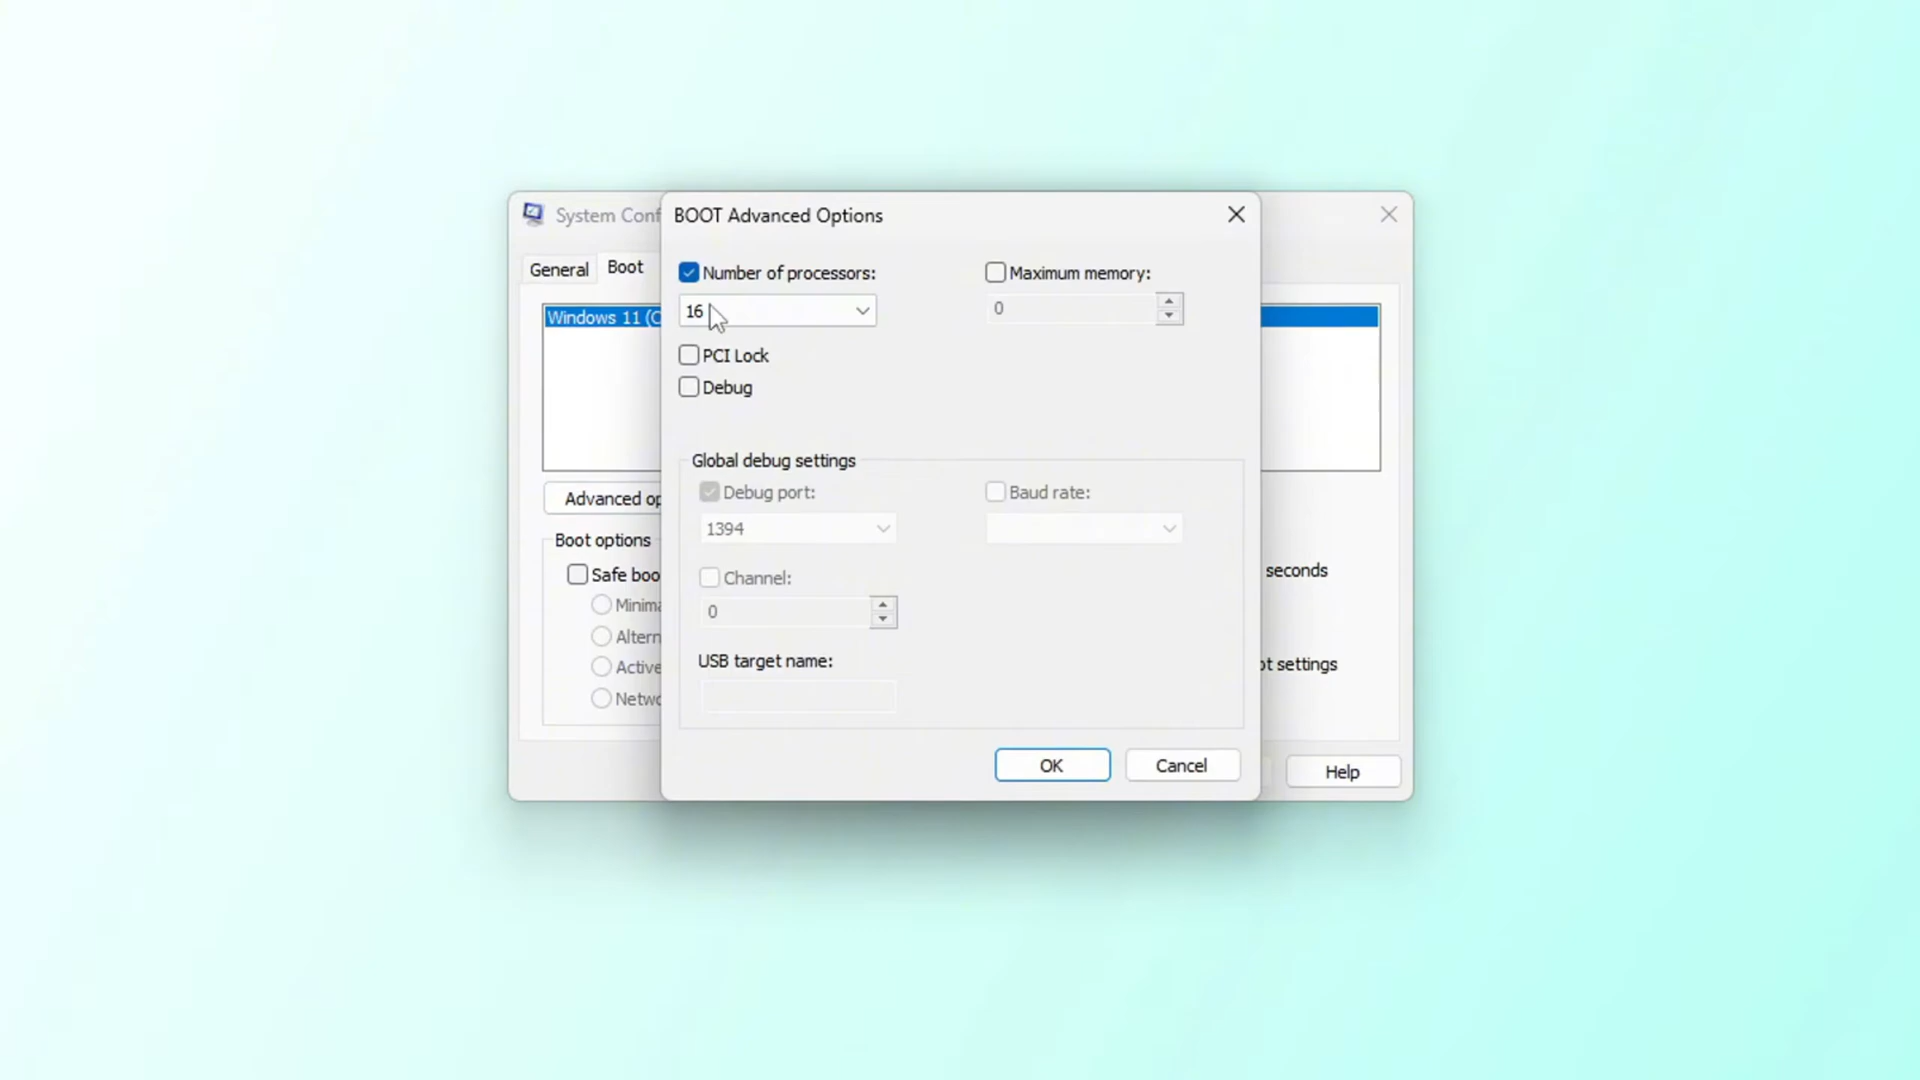 System Conf
BOOT Advanced Options
General
Boot
Number of processors:
Maximum memory:
16
0
Windows 11 (C
PCI Lock
Debug
Global debug settings
Advanced op
Debug port:
Baud rate:
1394
Boot options
Safe boo
Channel:
seconds
Minima
0
Altern
Active
USB target name:
ot settings
Netwo
OK
Cancel
Help